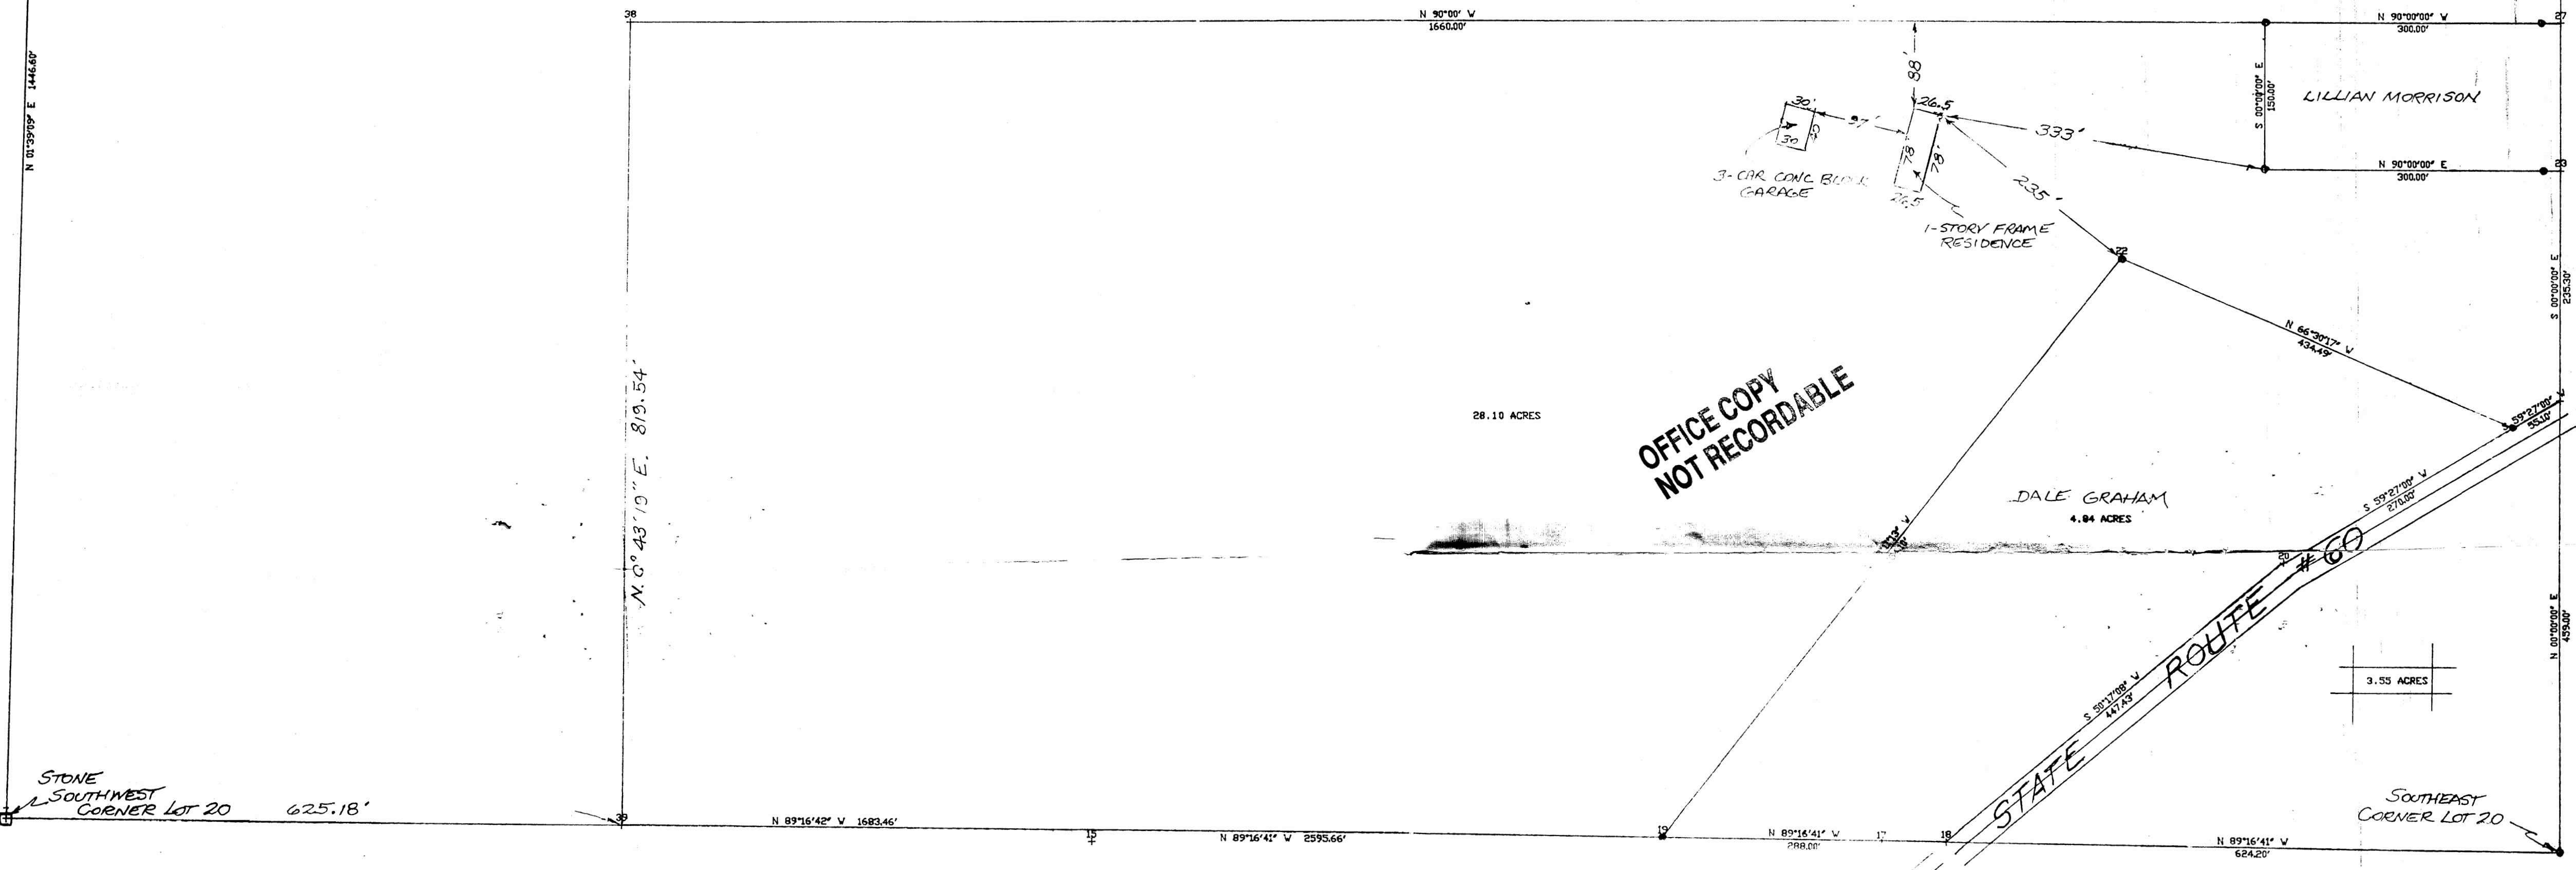 38
N 90°00' W
1660.00'
N 90°00'00" W
300.00'
27
N 01°39'09" E 1446.60'
88'
S 00°00'00" E
150.00'
LILLIAN MORRISON
30'
26.5
97'
333'
30
78'
78'
N 90°00'00" E
300.00'
23
3-CAR CONC BLOCK
GARAGE
26.5
235'
1-STORY FRAME
RESIDENCE
22
S 00°00'00" E
235.30'
N 66°30'17" W
434.49'
N. 0° 43' 19" E. 819.54'
28.10 ACRES
OFFICE COPY
NOT RECORDABLE
S 59°27'00" W
55.10'
S 59°27'00" W
270.00'
DALE GRAHAM
4.84 ACRES
20
STATE ROUTE #60
N 00°00'00" E
459.00'
3.55 ACRES
S 50°17'08" W
447.43'
STONE
SOUTHWEST
CORNER LOT 20
625.18'
SOUTHEAST
CORNER LOT 20
39
N 89°16'42" W 1683.46'
15
N 89°16'41" W 2595.66'
19
N 89°16'41" W
288.00'
17
18
N 89°16'41" W
624.20'